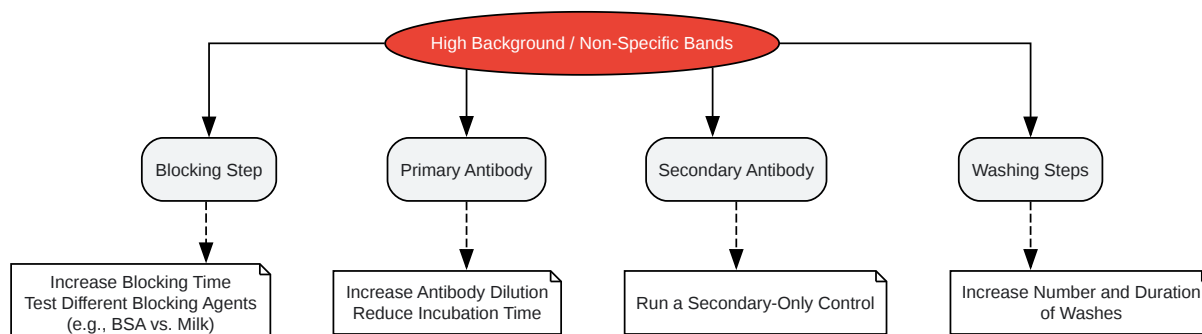 High Background / Non-Specific Bands
Blocking Step
Primary Antibody
Secondary Antibody
Washing Steps
Increase Blocking Time
Test Different Blocking Agents
(e.g., BSA vs. Milk)
Increase Antibody Dilution
Reduce Incubation Time
Run a Secondary-Only Control
Increase Number and Duration
of Washes